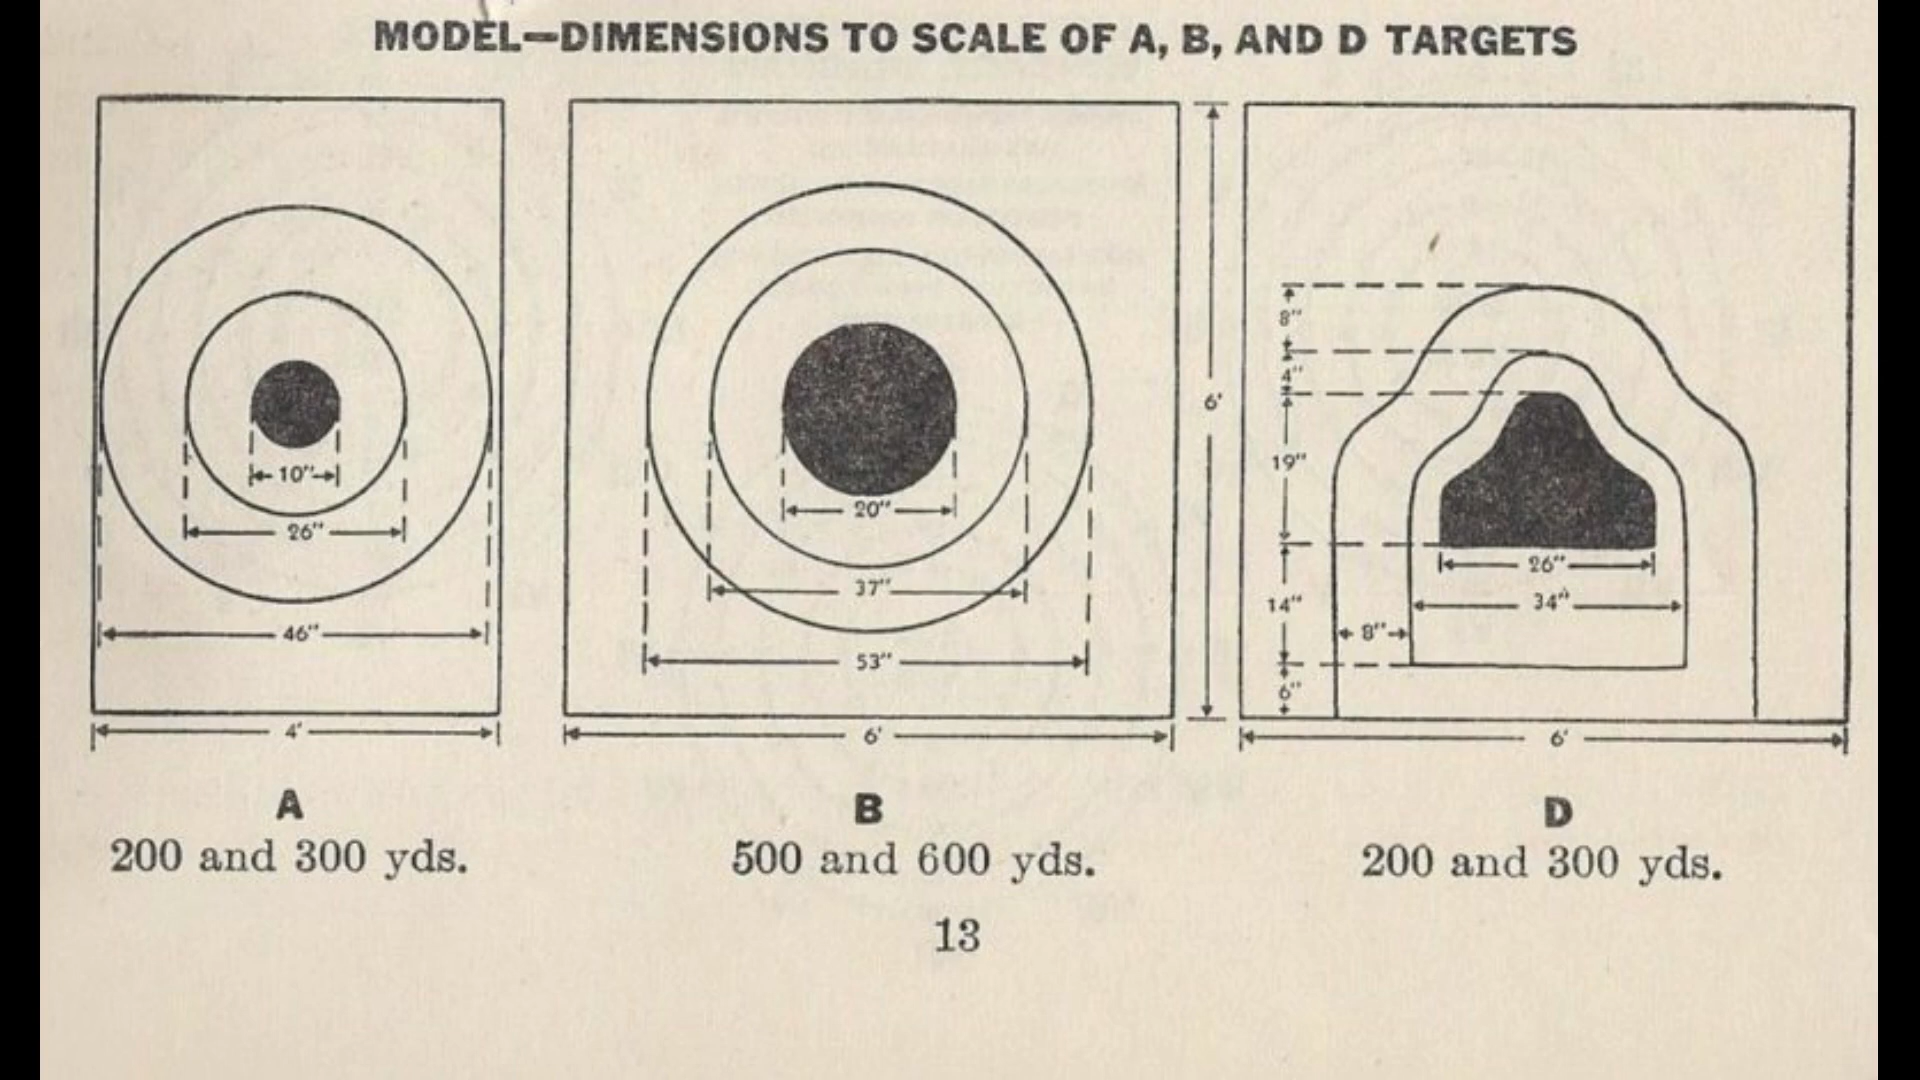 MODEL—DIMENSIONS TO SCALE OF A, B, AND D TARGETS
10"
26"
46"
4'
20"
37"
53"
6'
6'
8"
4"
19"
14"
6"
26"
34"
8"
6'
A
200 and 300 yds.
B
500 and 600 yds.
D
200 and 300 yds.
13